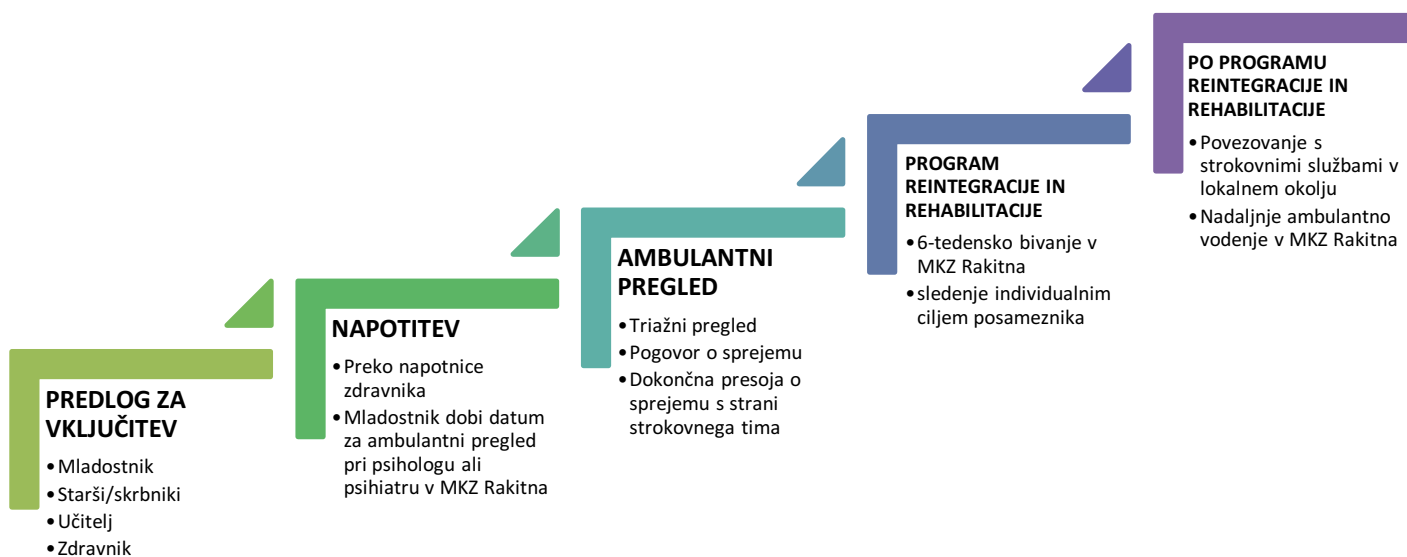 PREDLOG ZA
VKLJUČITEV
•Mladostnik
•Starši/skrbniki
•Učitelj
•Zdravnik
NAPOTITEV
•Preko napotnice
zdravnika
•Mladostnik dobi datum
za ambulantni pregled
pri psihologu ali
psihiatru v MKZ Rakitna
AMBULANTNI
PREGLED
•Triažni pregled
•Pogovor o sprejemu
•Dokončna presoja o
sprejemu s strani
strokovnega tima
PROGRAM
REINTEGRACIJE IN
REHABILITACIJE
•6-tedensko bivanje v
MKZ Rakitna
•sledenje individualnim
ciljem posameznika
PO PROGRAMU
REINTEGRACIJE IN
REHABILITACIJE
•Povezovanje s
strokovnimi službami v
lokalnem okolju
•Nadaljnje ambulantno
vodenje v MKZ Rakitna